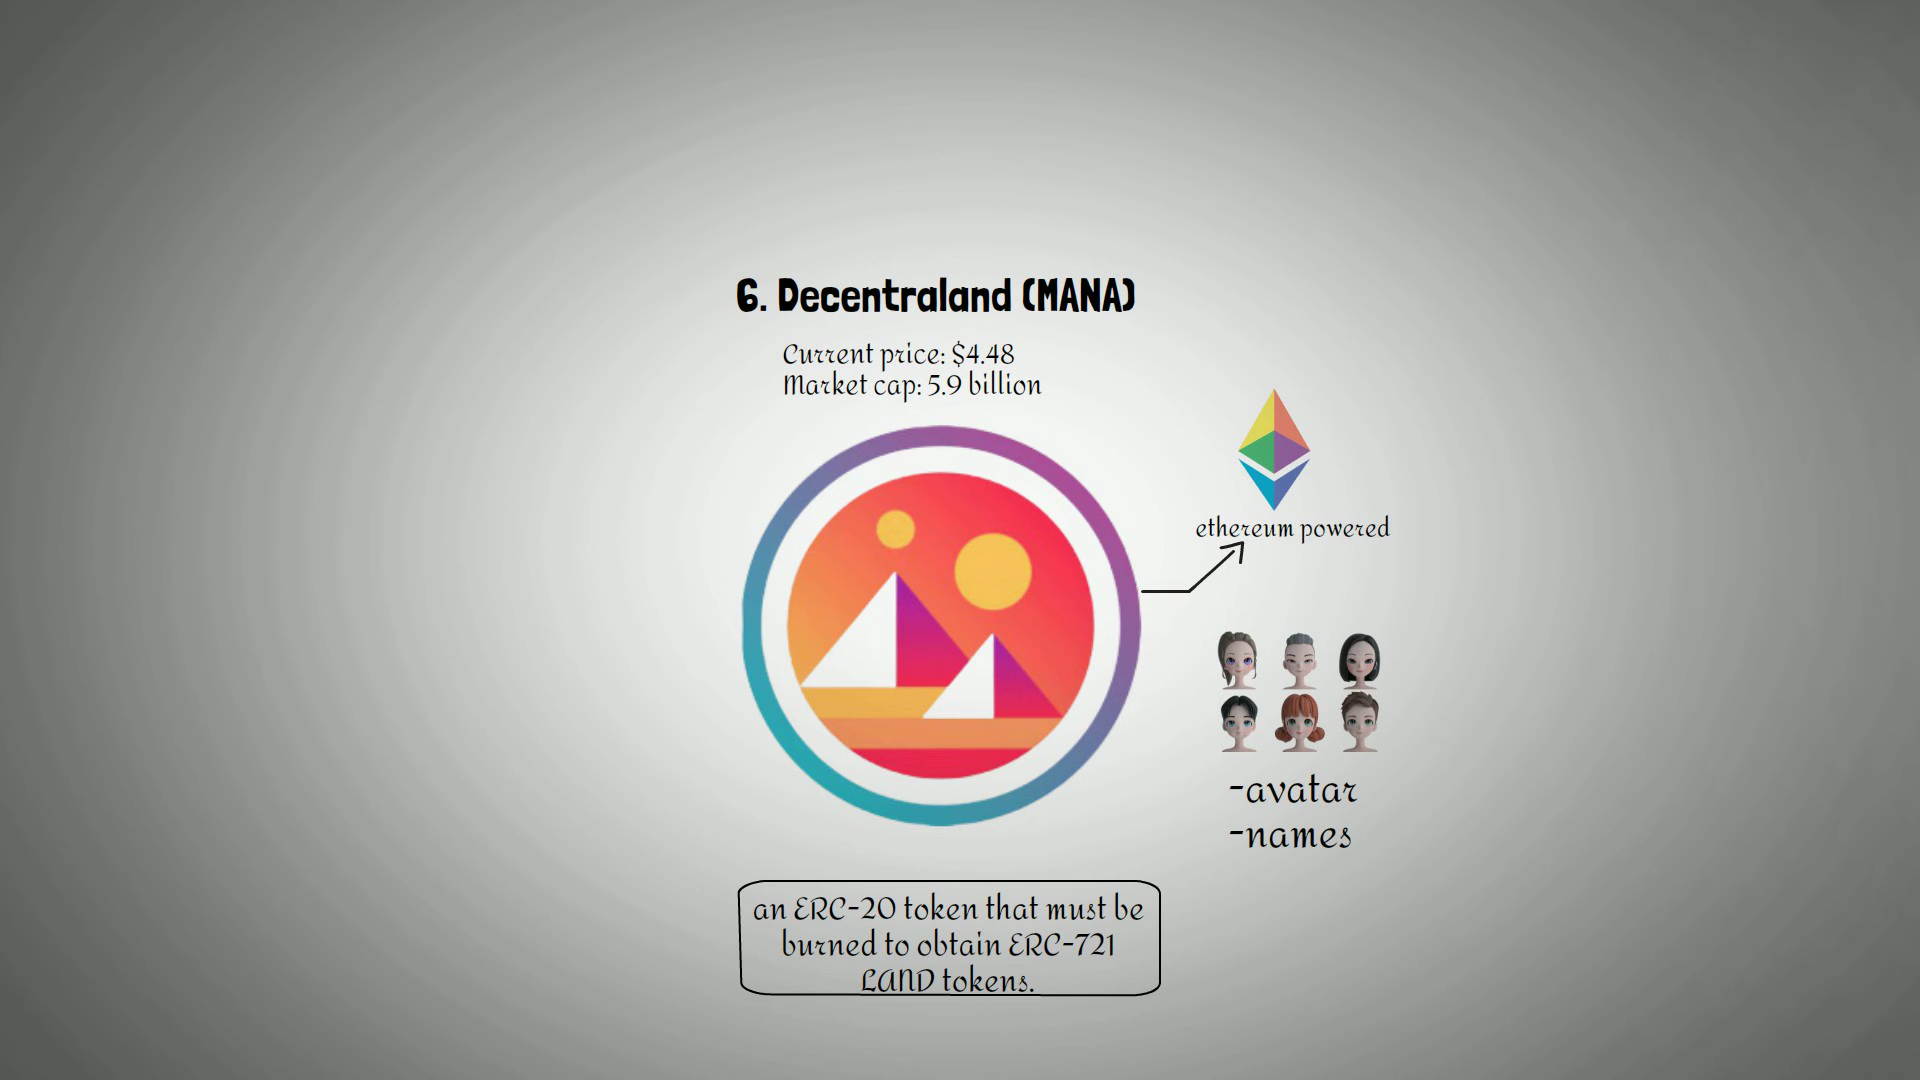 6. Decentraland (MANA)
Current price: $4.48
Market cap: 5.9 billion
ethereum powered
-avatar
-names
an ERC-20 token that must be
burned to obtain ERC-721
LAND tokens.